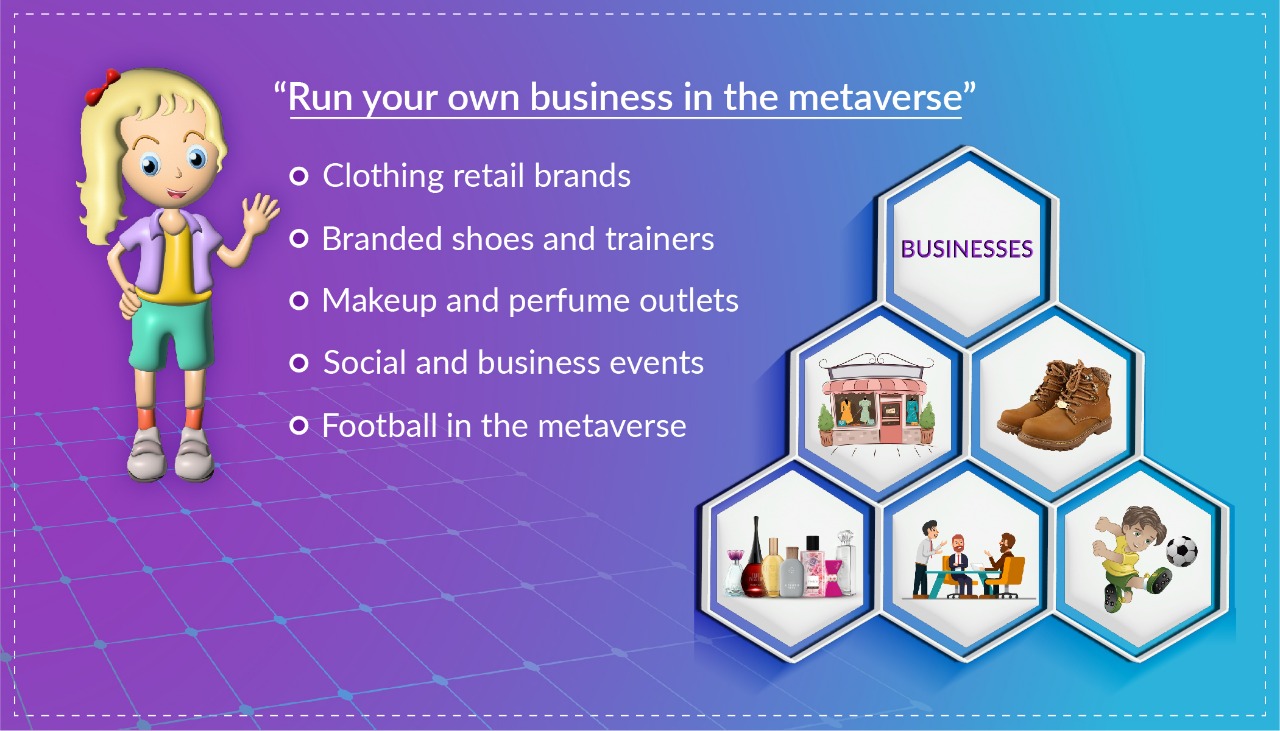 “Run your own business in the metaverse”
Clothing retail brands
Branded shoes and trainers
Makeup and perfume outlets
Social and business events
Football in the metaverse
BUSINESSES